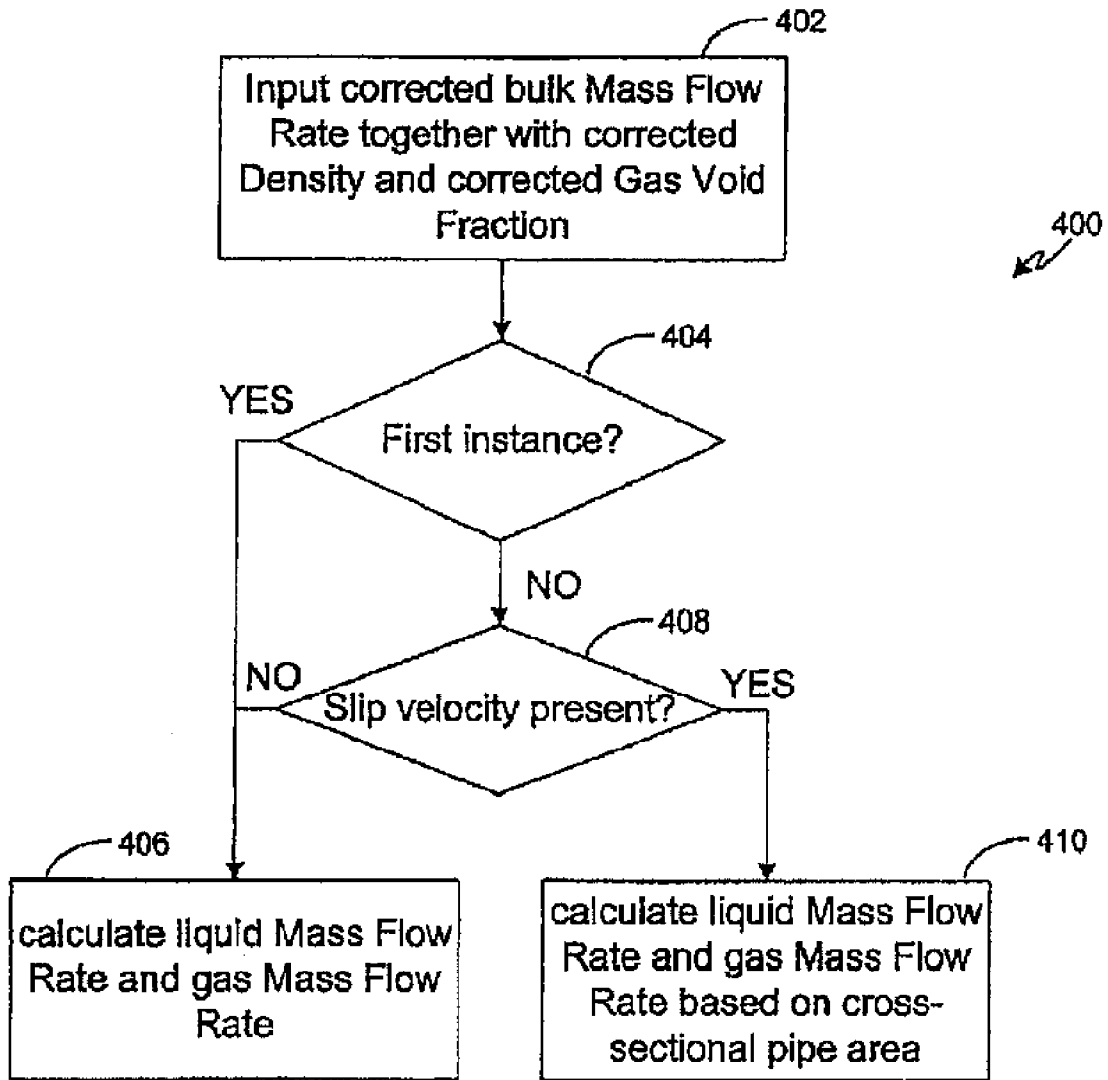 402
Input corrected bulk Mass Flow
Rate together with corrected
Density and corrected Gas Void
Fraction
400
404
YES
First instance?
NO
408
NO
YES
Slip velocity present?
406
410
calculate liquid Mass Flow
Rate and gas Mass Flow
Rate
calculate liquid Mass Flow
Rate and gas Mass Flow
Rate based on cross-
sectional pipe area